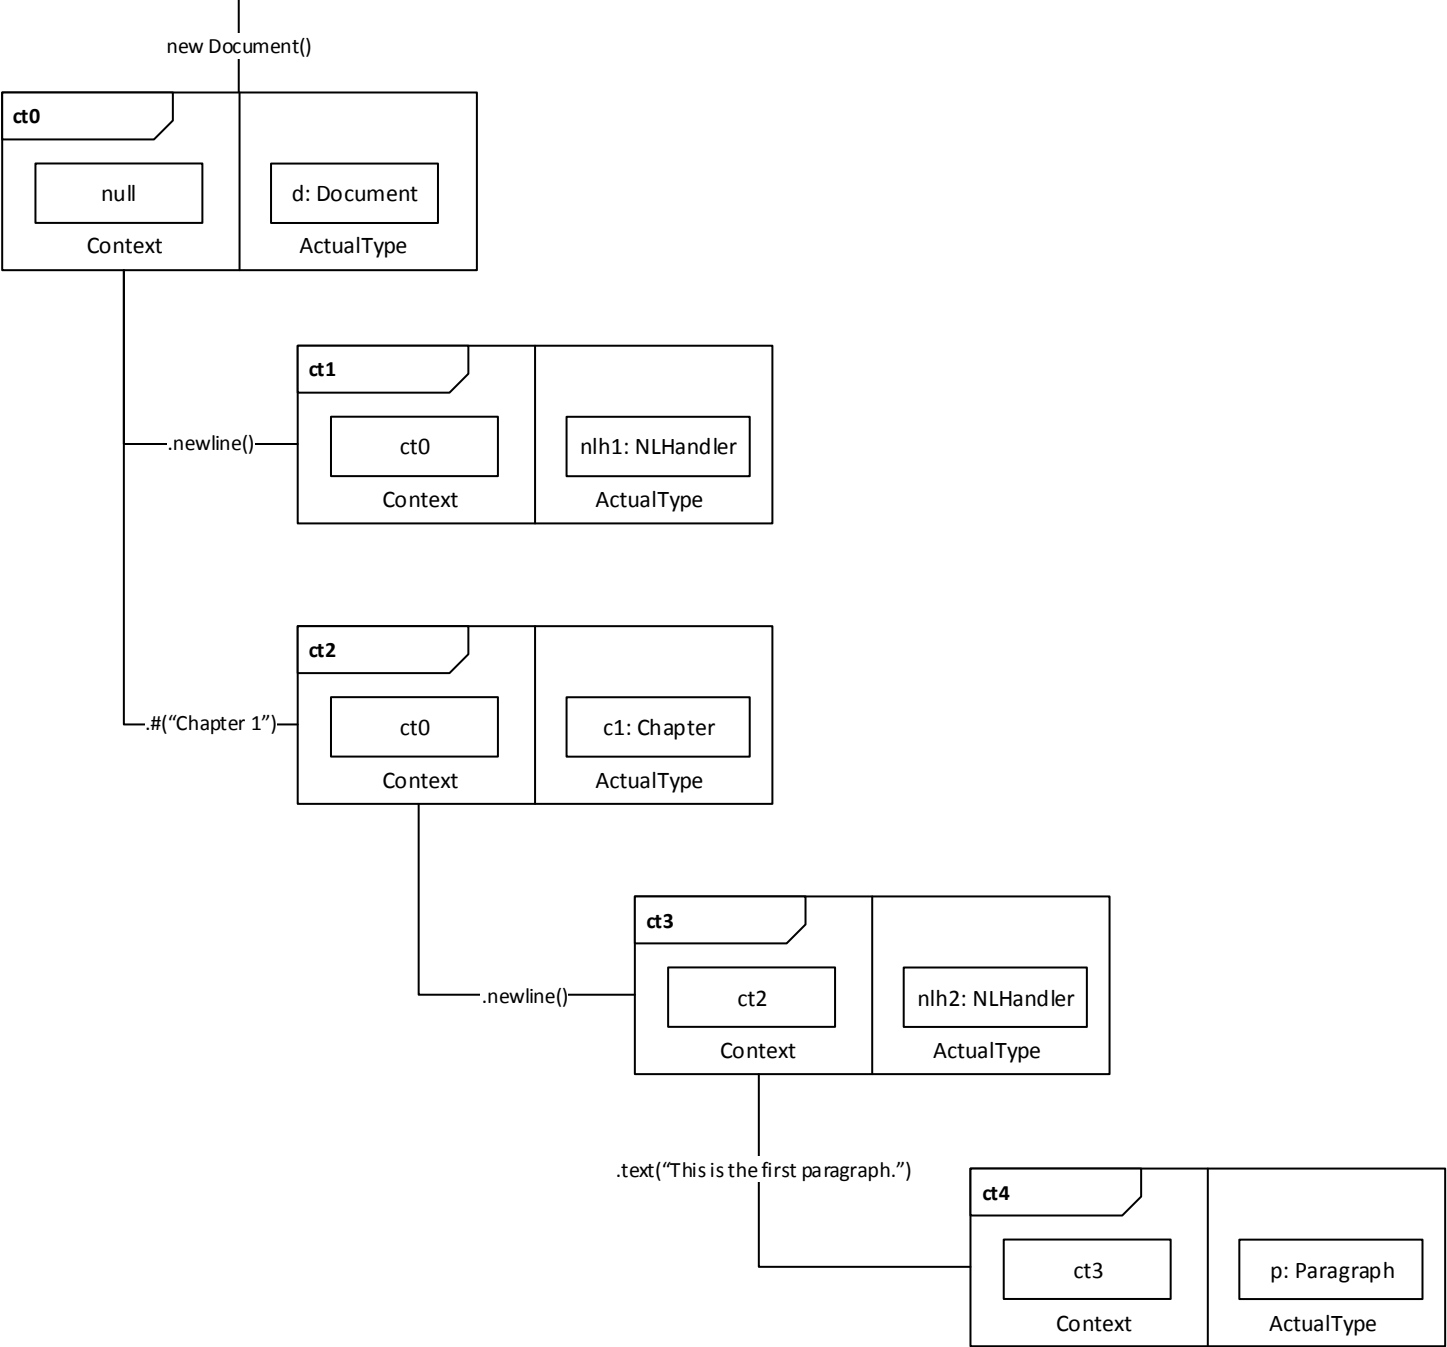 new Document()
ct0
null
d: Document
Context
ActualType
ct1
.newline()
ct0
nlh1: NLHandler
Context
ActualType
ct2
.#(“Chapter 1”)
ct0
c1: Chapter
Context
ActualType
ct3
.newline()
ct2
nlh2: NLHandler
Context
ActualType
.text(“This is the first paragraph.”)
ct4
ct3
p: Paragraph
Context
ActualType